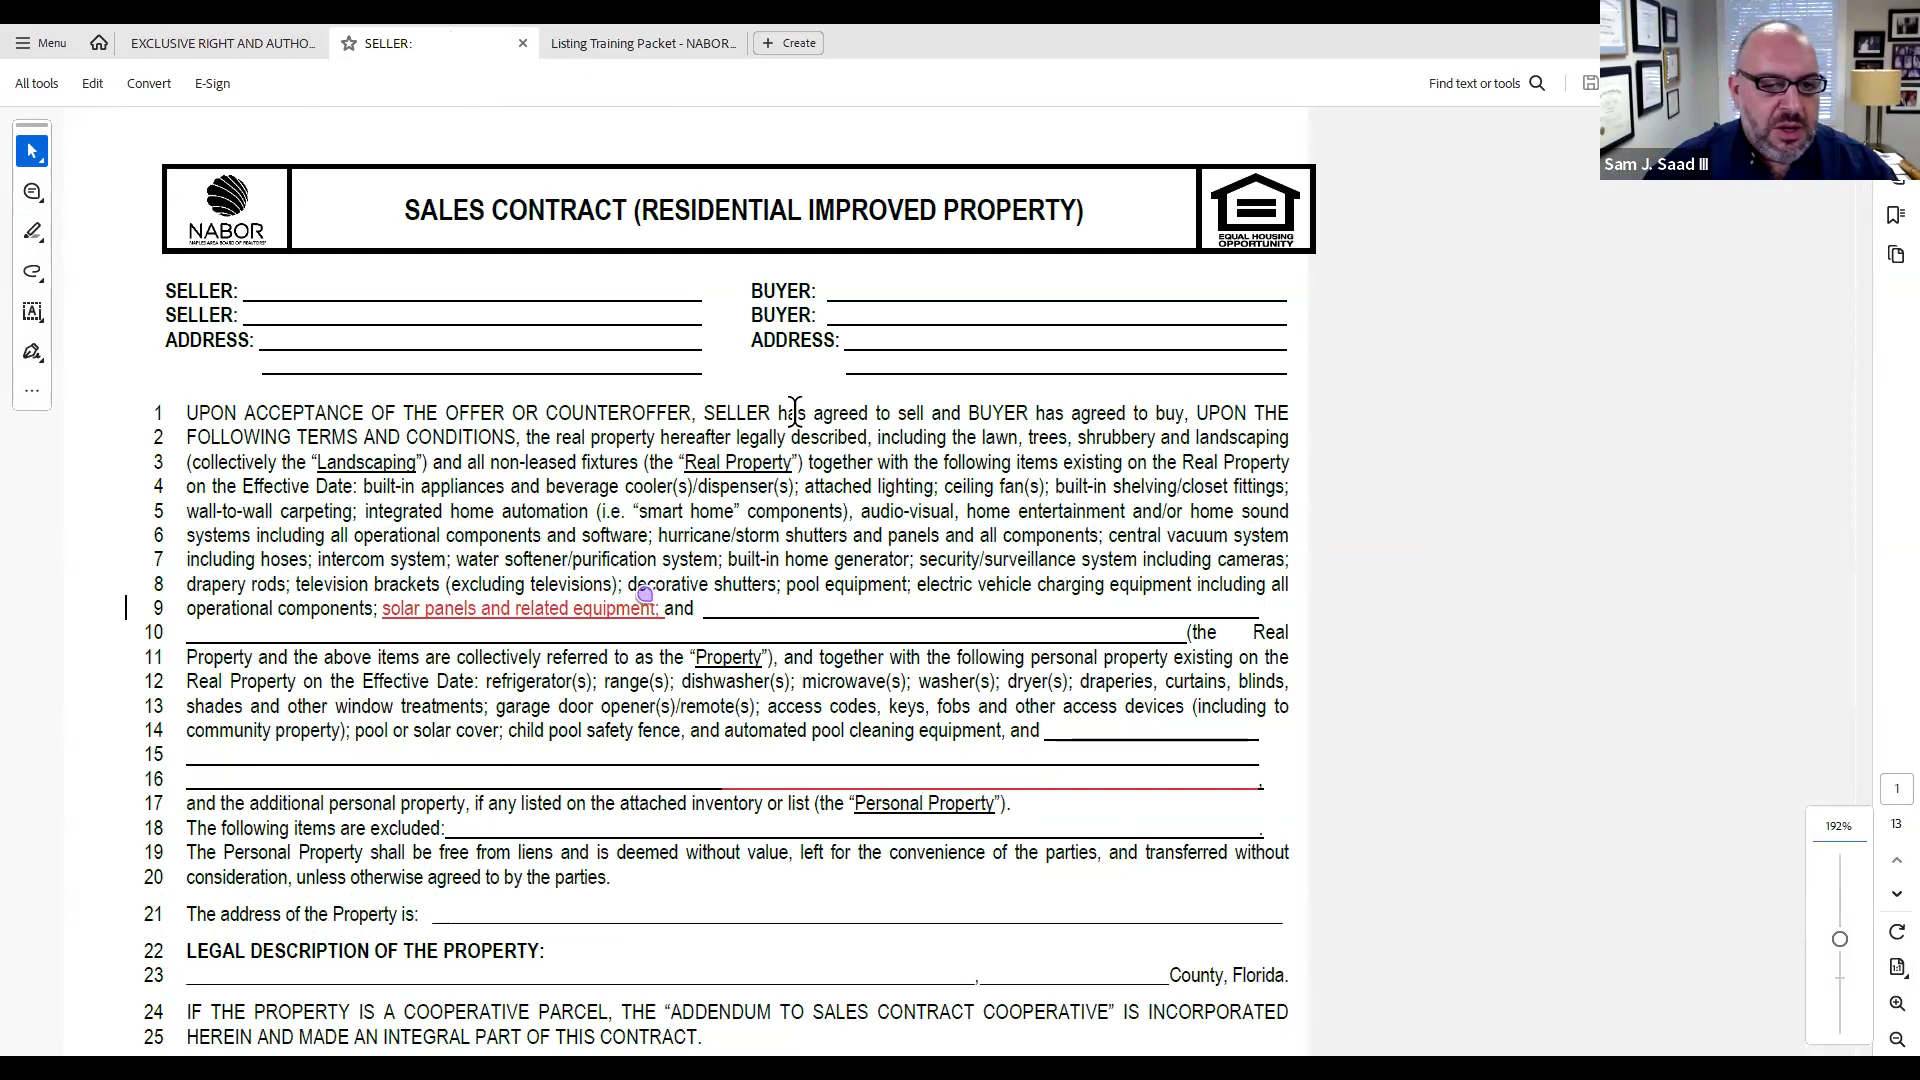 Menu
EXCLUSIVE RIGHT AND AUTHO...
SELLER:
Listing Training Packet - NABOR...
Create
All tools
Edit
Convert
E-Sign
Find text or tools
Sam J. Saad III
NABOR
NAPLES AREA BOARD OF REALTORS
SALES CONTRACT (RESIDENTIAL IMPROVED PROPERTY)
EQUAL HOUSING
OPPORTUNITY
SELLER:
BUYER:
SELLER:
BUYER:
ADDRESS:
ADDRESS:
1 UPON ACCEPTANCE OF THE OFFER OR COUNTEROFFER, SELLER has agreed to sell and BUYER has agreed to buy, UPON THE
2 FOLLOWING TERMS AND CONDITIONS, the real property hereafter legally described, including the lawn, trees, shrubbery and landscaping
3 (collectively the “Landscaping”) and all non-leased fixtures (the “Real Property”) together with the following items existing on the Real Property
4 on the Effective Date: built-in appliances and beverage cooler(s)/dispenser(s); attached lighting; ceiling fan(s); built-in shelving/closet fittings;
5 wall-to-wall carpeting; integrated home automation (i.e. “smart home” components), audio-visual, home entertainment and/or home sound
6 systems including all operational components and software; hurricane/storm shutters and panels and all components; central vacuum system
7 including hoses; intercom system; water softener/purification system; built-in home generator; security/surveillance system including cameras;
8 drapery rods; television brackets (excluding televisions); decorative shutters; pool equipment; electric vehicle charging equipment including all
9 operational components; solar panels and related equipment; and
10 (the Real
11 Property and the above items are collectively referred to as the “Property”), and together with the following personal property existing on the
12 Real Property on the Effective Date: refrigerator(s); range(s); dishwasher(s); microwave(s); washer(s); dryer(s); draperies, curtains, blinds,
13 shades and other window treatments; garage door opener(s)/remote(s); access codes, keys, fobs and other access devices (including to
14 community property); pool or solar cover; child pool safety fence, and automated pool cleaning equipment, and
15
16 ,
17 and the additional personal property, if any listed on the attached inventory or list (the “Personal Property”).
18 The following items are excluded: .
19 The Personal Property shall be free from liens and is deemed without value, left for the convenience of the parties, and transferred without
20 consideration, unless otherwise agreed to by the parties.
21 The address of the Property is:
22 LEGAL DESCRIPTION OF THE PROPERTY:
23 , County, Florida.
24 IF THE PROPERTY IS A COOPERATIVE PARCEL, THE “ADDENDUM TO SALES CONTRACT COOPERATIVE” IS INCORPORATED
25 HEREIN AND MADE AN INTEGRAL PART OF THIS CONTRACT.
192%
1
13